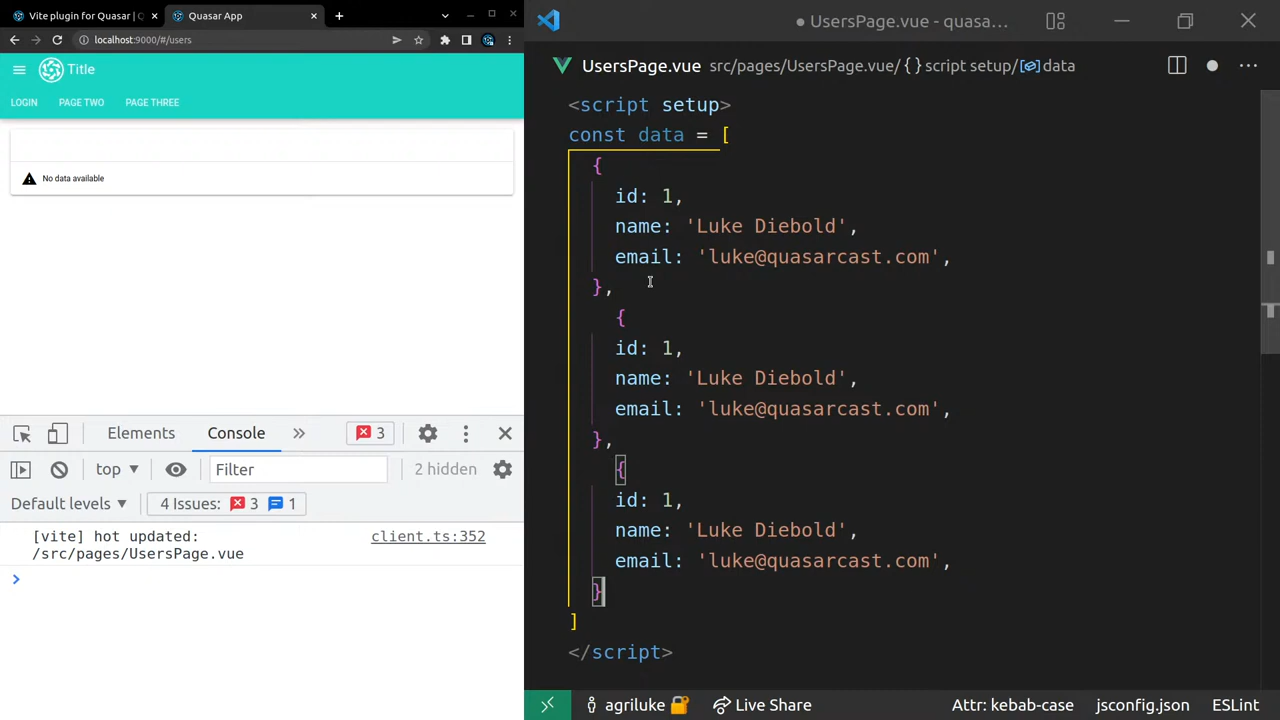 Vite plugin for Quasar |
Quasar App
localhost:9000/#/users
Title
LOGIN PAGE TWO PAGE THREE
No data available
Elements Console 3
top Filter 2 hidden
Default levels 4 Issues: 3 1
[vite] hot updated: client.ts:352
/src/pages/UsersPage.vue
UsersPage.vue - quasa…
UsersPage.vue src/pages/UsersPage.vue/{} script setup/data
<script setup>
const data = [
{
id: 1,
name: 'Luke Diebold',
email: 'luke@quasarcast.com',
},
{
id: 1,
name: 'Luke Diebold',
email: 'luke@quasarcast.com',
},
{
id: 1,
name: 'Luke Diebold',
email: 'luke@quasarcast.com',
}
]
</script>
agriluke Live Share Attr: kebab-case jsconfig.json ESLint